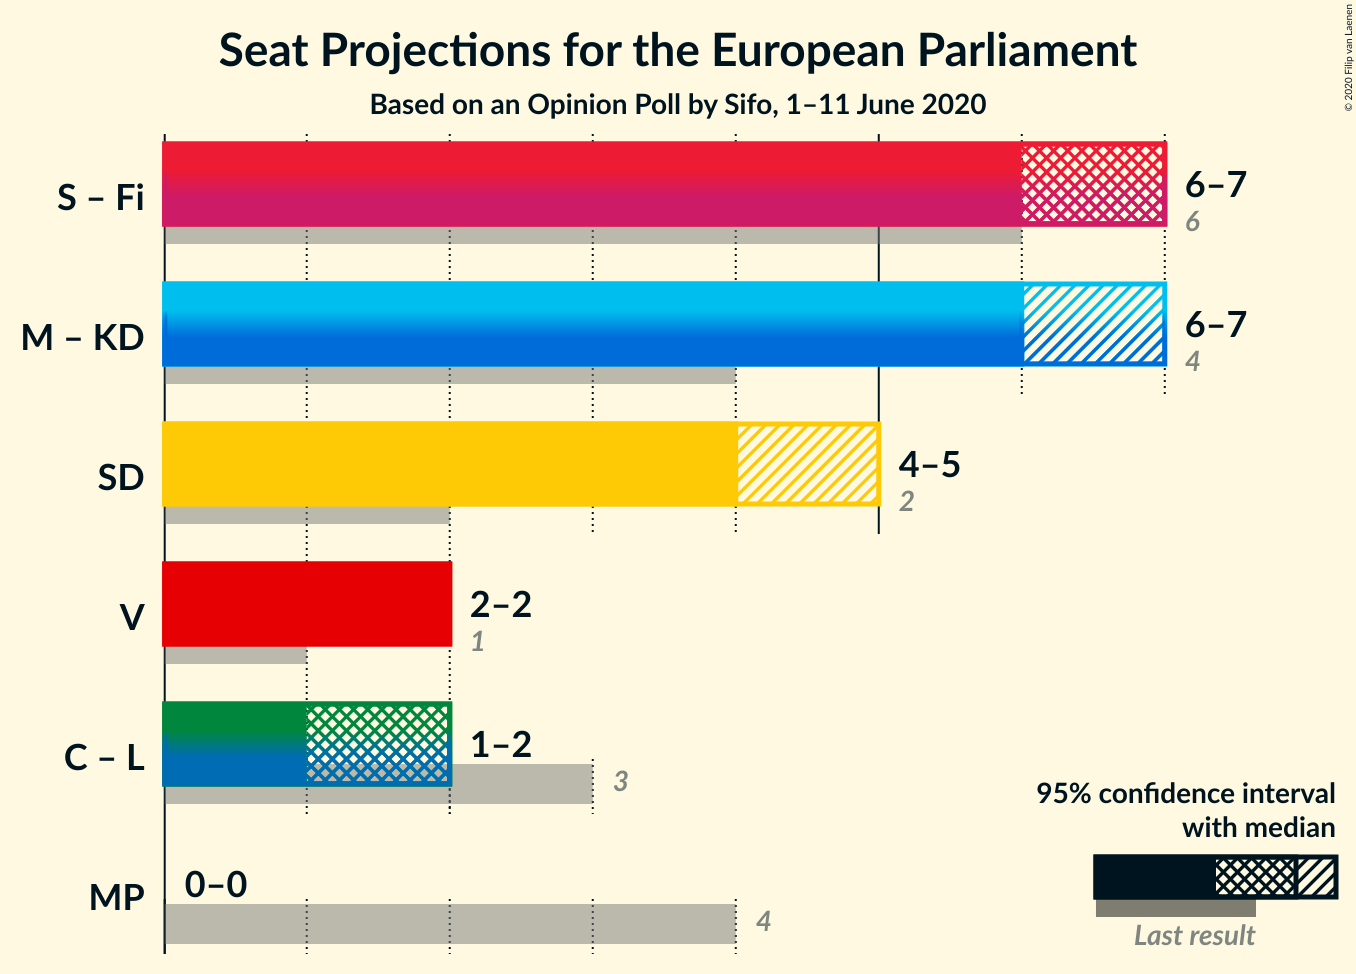 Seat Projections for the European Parliament
Based on an Opinion Poll by Sifo, 1–11 June 2020
© 2020 Filip van Laenen
S – Fi
6–7
6
M – KD
6–7
4
SD
4–5
2
V
2–2
1
C – L
1–2
3
MP
0–0
4
95% confidence interval
with median
Last result